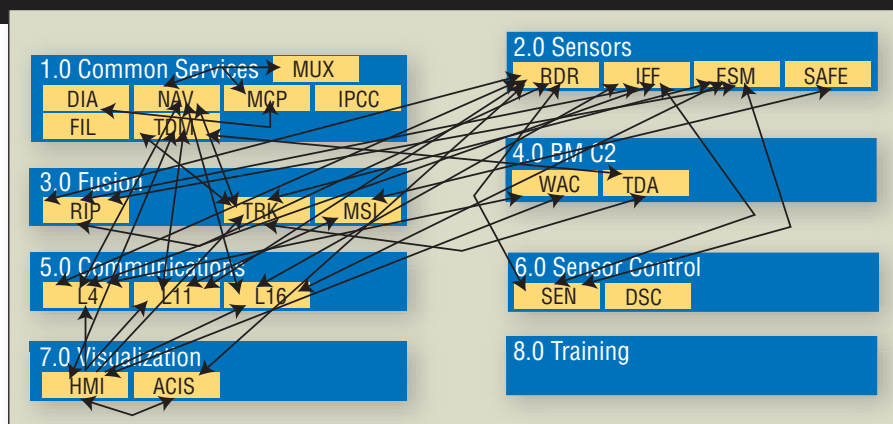 1.0 Common Services
MUX
DIA NAV MCP IPCC
FIL TDM
2.0 Sensors
RDR IFF ESM SAFE
3.0 Fusion
RIP TRK MSI
4.0 BM C2
WAC TDA
5.0 Communications
L4 L11 L16
6.0 Sensor Control
SEN DSC
7.0 Visualization
HMI ACIS
8.0 Training